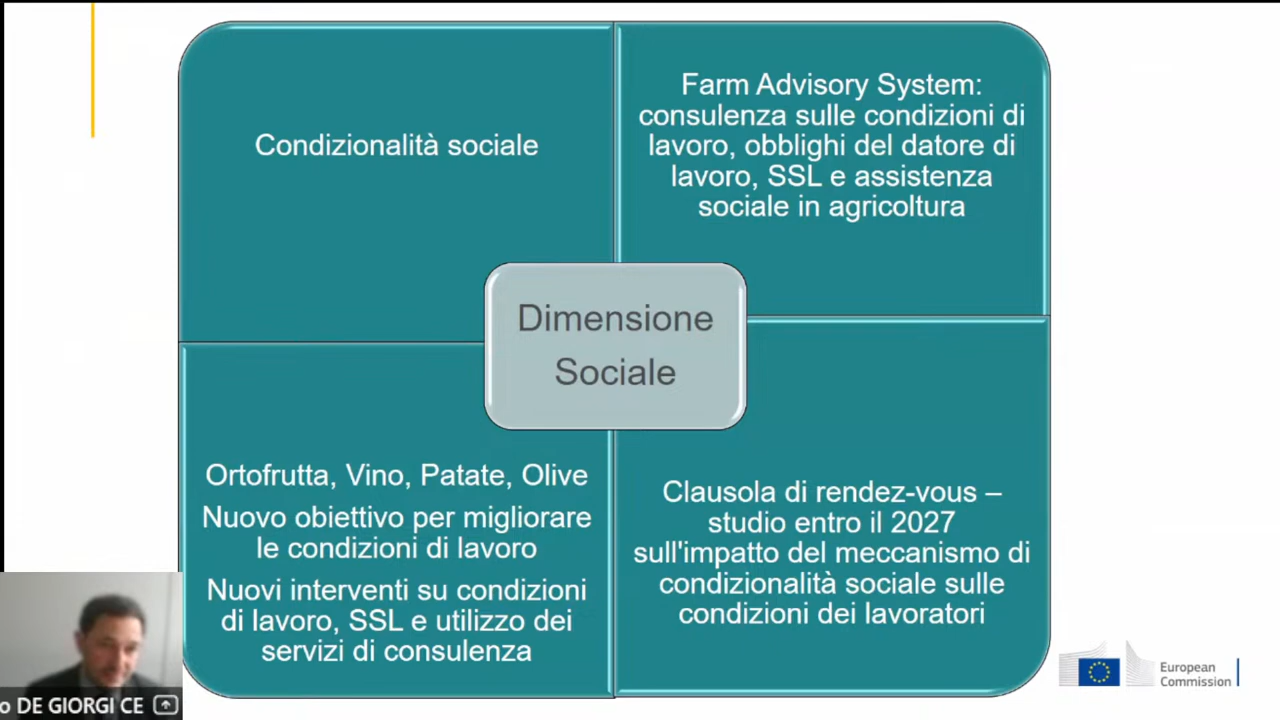 Condizionalità sociale
Farm Advisory System:
consulenza sulle condizioni di
lavoro, obblighi del datore di
lavoro, SSL e assistenza
sociale in agricoltura
Dimensione
Sociale
Ortofrutta, Vino, Patate, Olive
Nuovo obiettivo per migliorare
le condizioni di lavoro
Nuovi interventi su condizioni
di lavoro, SSL e utilizzo dei
servizi di consulenza
Clausola di rendez-vous –
studio entro il 2027
sull'impatto del meccanismo di
condizionalità sociale sulle
condizioni dei lavoratori
o DE GIORGI CE
European
Commission